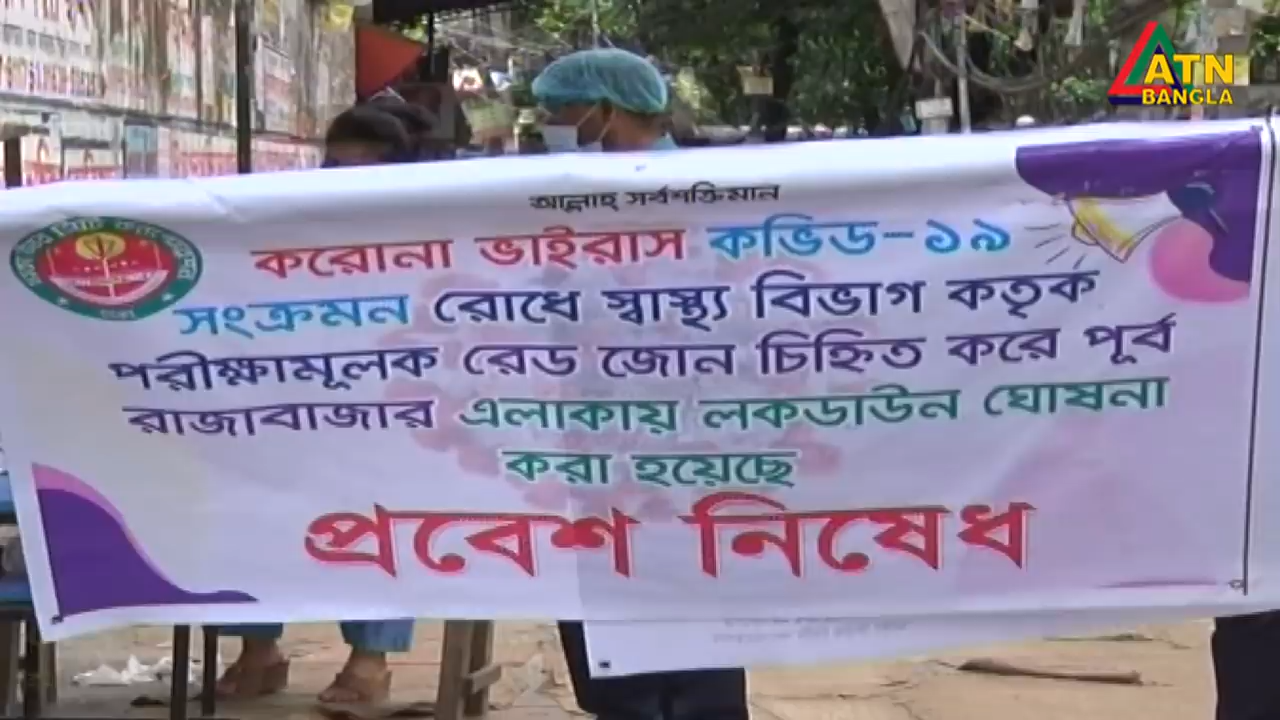 ATN
BANGLA
আল্লাহ্ সর্বশক্তিমান
করোনা ভাইরাস কভিড-১৯
সংক্রমন রোধে স্বাস্থ্য বিভাগ কতৃক
পরীক্ষামূলক রেড জোন চিহ্নিত করে পূর্ব
রাজাবাজার এলাকায় লকডাউন ঘোষনা
করা হয়েছে
প্রবেশ নিষেধ